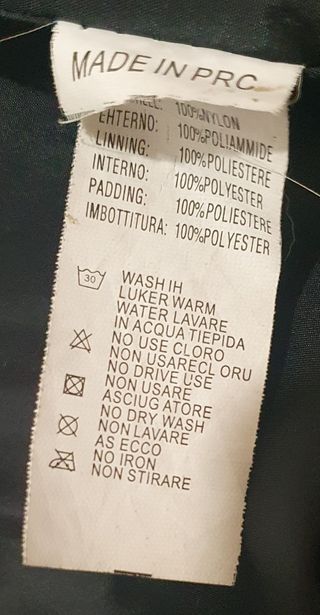 MADE IN PRC
100%NYLON
EHTERNO: 100%POLIAMMIDE
LINNING: 100%POLIESTERE
INTERNO: 100%POLYESTER
PADDING: 100%POLIESTERE
IMBOTTITURA: 100%POLYESTER
30
WASH IH
LUKER WARM
WATER LAVARE
IN ACQUA TIEPIDA
NO USE CLORO
NON USARECL ORU
NO DRIVE USE
NON USARE
ASCIUG ATORE
NO DRY WASH
NON LAVARE
AS ECCO
NO IRON
NON STIRARE